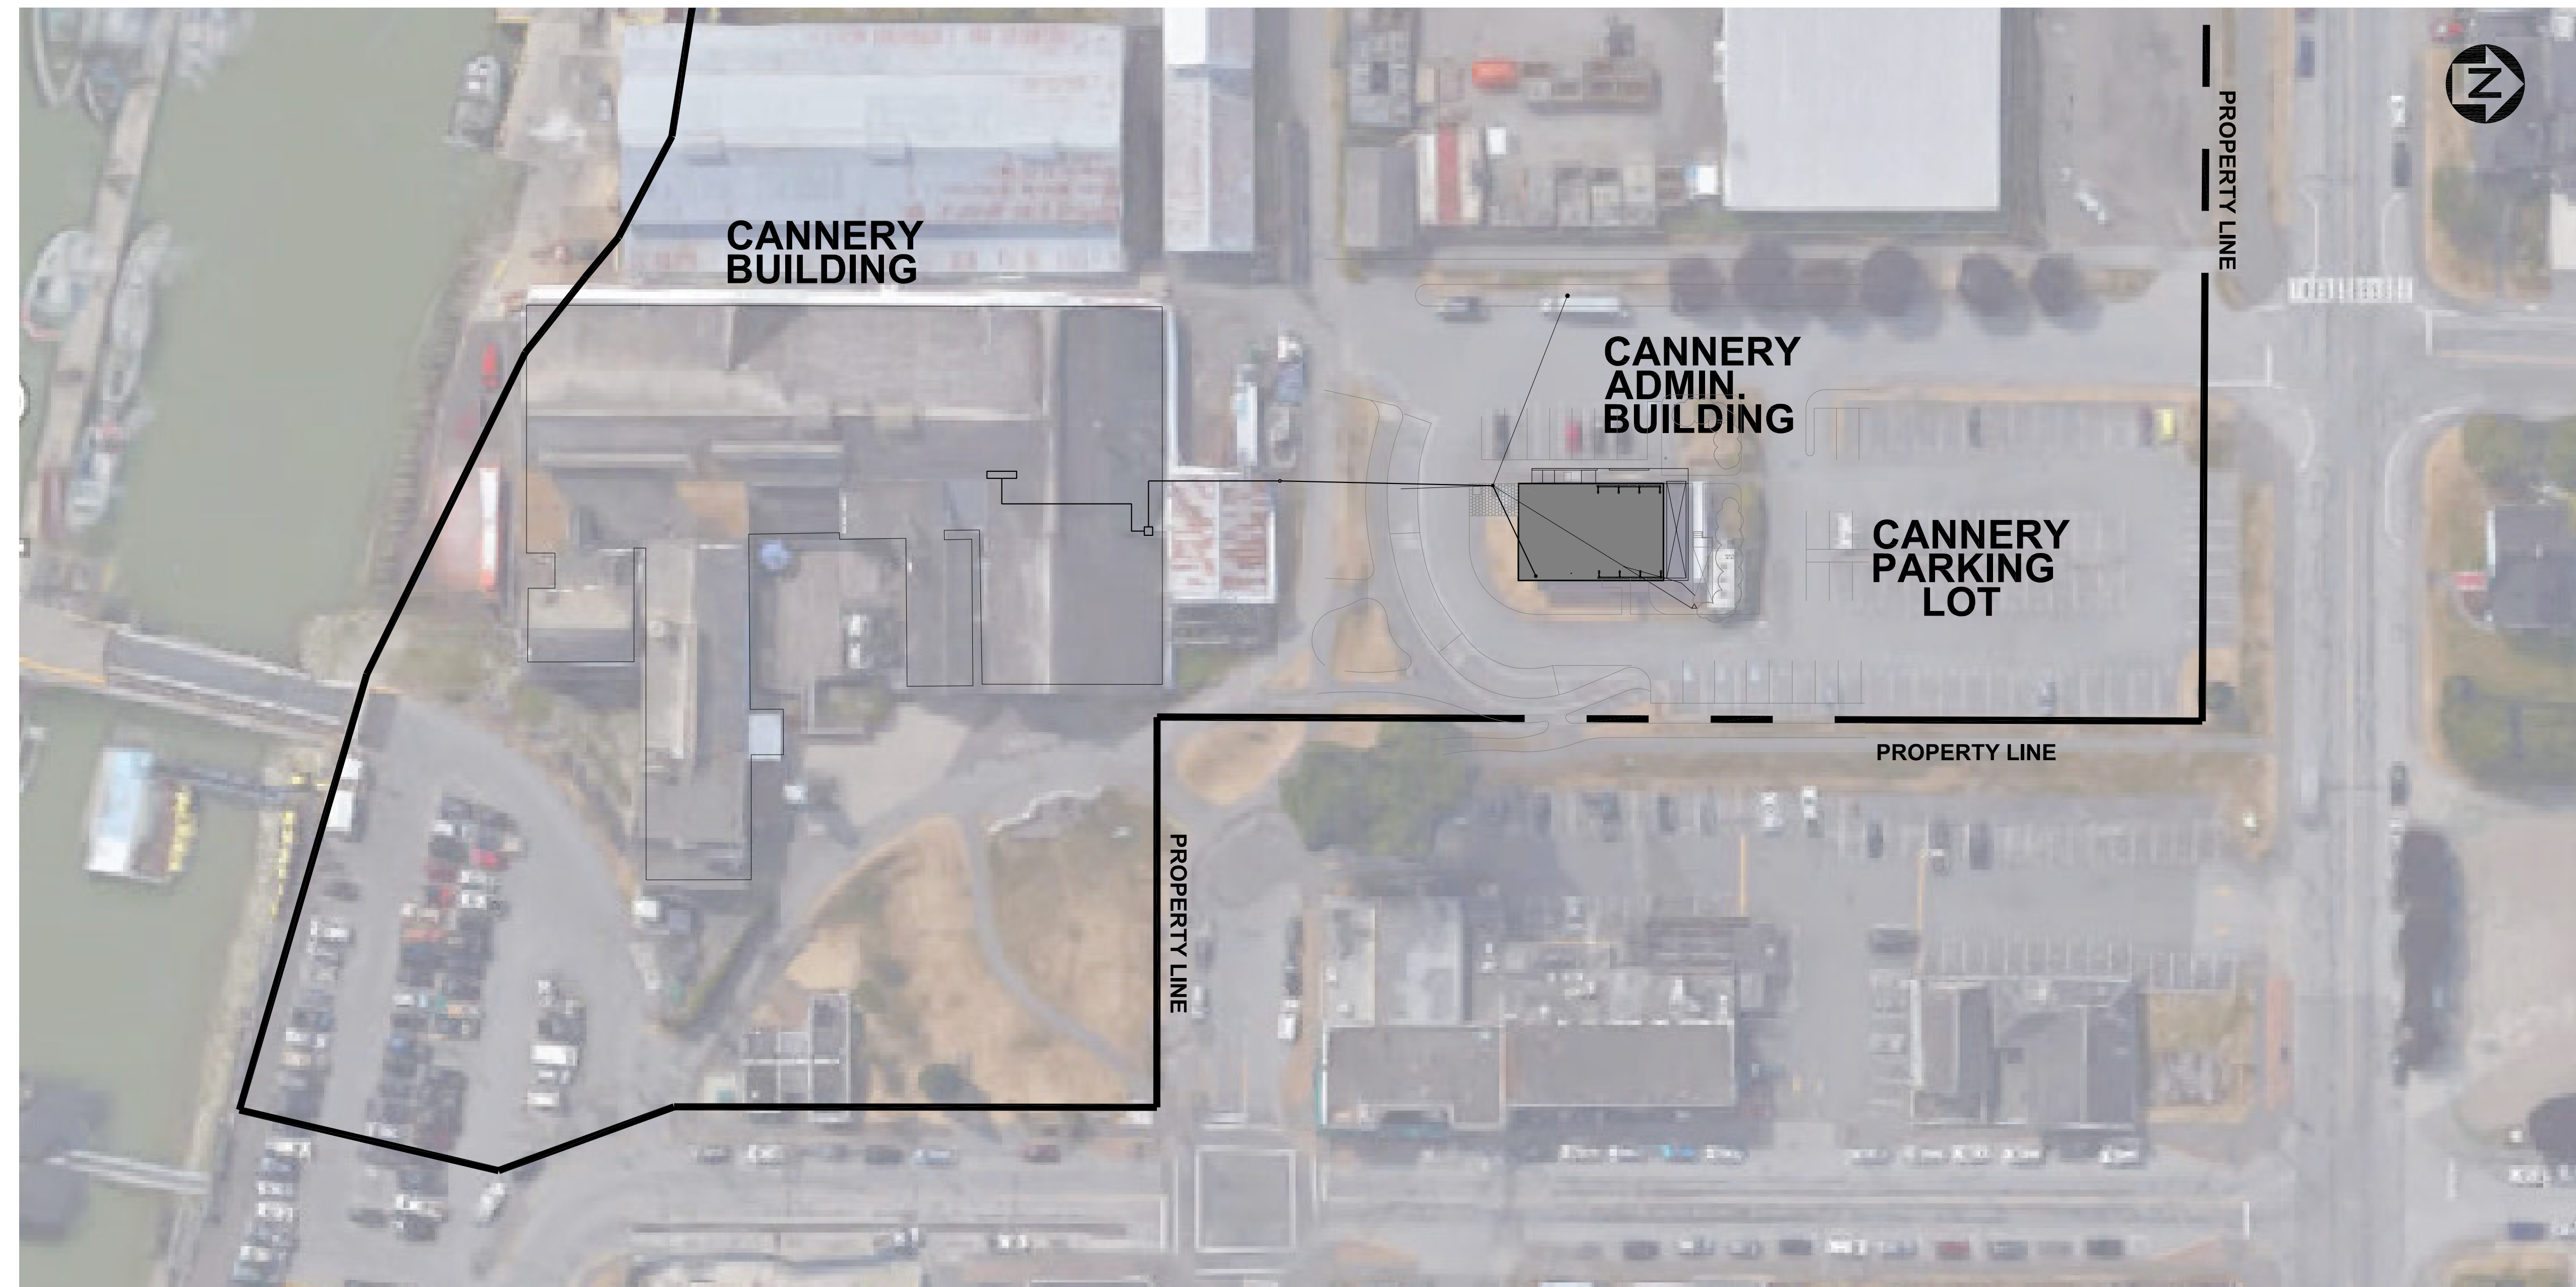 N
PROPERTY LINE
CANNERY
BUILDING
CANNERY
ADMIN.
BUILDING
CANNERY
PARKING
LOT
PROPERTY LINE
PROPERTY LINE